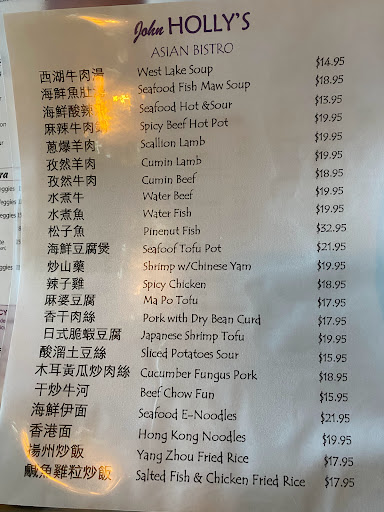 John HOLLY'S
ASIAN BISTRO
西湖牛肉湯 West Lake Soup $14.95
海鮮魚肚 Seafood Fish Maw Soup $18.95
海鮮酸辣 Seafood Hot &Sour $13.95
麻辣牛肉 Spicy Beef Hot Pot $19.95
蔥爆羊肉 Scallion Lamb $19.95
孜然羊肉 Cumin Lamb $19.95
孜然牛肉 Cumin Beef $18.95
水煮牛 Water Beef $19.95
水煮魚 Water Fish $19.95
松子魚 Pinenut Fish $32.95
海鮮豆腐煲 Seafoof Tofu Pot $21.95
炒山藥 Shrimp w/Chinese Yam $19.95
辣子雞 Spicy Chicken $18.95
麻婆豆腐 Ma Po Tofu $17.95
香干肉絲 Pork with Dry Bean Curd $17.95
日式脆蝦豆腐 Japanese Shrimp Tofu $19.95
酸溜土豆絲 Sliced Potatoes Sour $15.95
木耳黃瓜炒肉絲 Cucumber Fungus Pork $18.95
干炒牛河 Beef Chow Fun $15.95
海鮮伊面 Seafood E-Noodles $21.95
香港面 Hong Kong Noodles $19.95
揚州炒飯 Yang Zhou Fried Rice $17.95
鹹魚雞粒炒飯 Salted Fish & Chicken Fried Rice $17.95